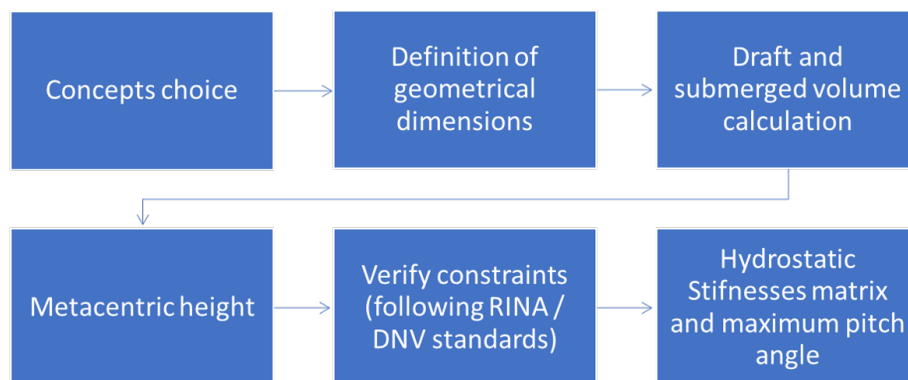 Concepts choice
Definition of
geometrical
dimensions
Draft and
submerged volume
calculation
Metacentric height
Verify constraints
(following RINA /
DNV standards)
Hydrostatic
Stifnesses matrix
and maximum pitch
angle